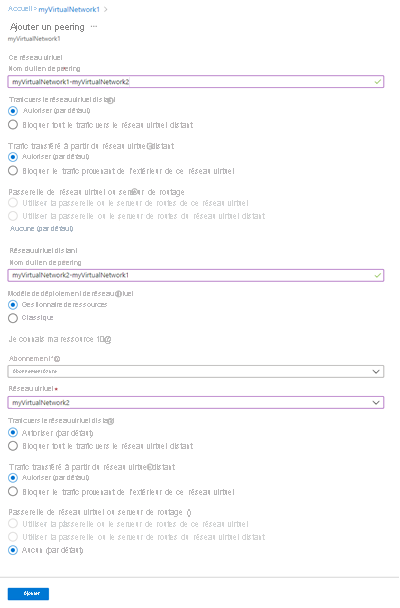 Accueil > myVirtualNetwork1 >
Ajouter un peering ...
myVirtualNetwork1
Ce réseau virtuel
Nom du lien de peering
myVirtualNetwork1-myVirtualNetwork2
Trafic vers le réseau virtuel distant
Autoriser (par défaut)
Bloquer tout le trafic vers le réseau virtuel distant
Trafic transféré à partir du réseau virtuel distant
Autoriser (par défaut)
Bloquer le trafic provenant de l'extérieur de ce réseau virtuel
Passerelle de réseau virtuel ou serveur de routage
Utiliser la passerelle ou le serveur de routes de ce réseau virtuel
Utiliser la passerelle ou le serveur de routes du réseau virtuel distant
Aucune (par défaut)
Réseau virtuel distant
Nom du lien de peering
myVirtualNetwork2-myVirtualNetwork1
Modèle de déploiement de réseau virtuel
Gestionnaire de ressources
Classique
Je connais ma ressource
Abonnement *
Réseau virtuel *
myVirtualNetwork2
Trafic vers le réseau virtuel distant
Autoriser (par défaut)
Bloquer tout le trafic vers le réseau virtuel distant
Trafic transféré à partir du réseau virtuel distant
Autoriser (par défaut)
Bloquer le trafic provenant de l'extérieur de ce réseau virtuel
Passerelle de réseau virtuel ou serveur de routage
Utiliser la passerelle ou le serveur de routes de ce réseau virtuel
Utiliser la passerelle ou le serveur de routes du réseau virtuel distant
Aucun (par défaut)
Ajouter